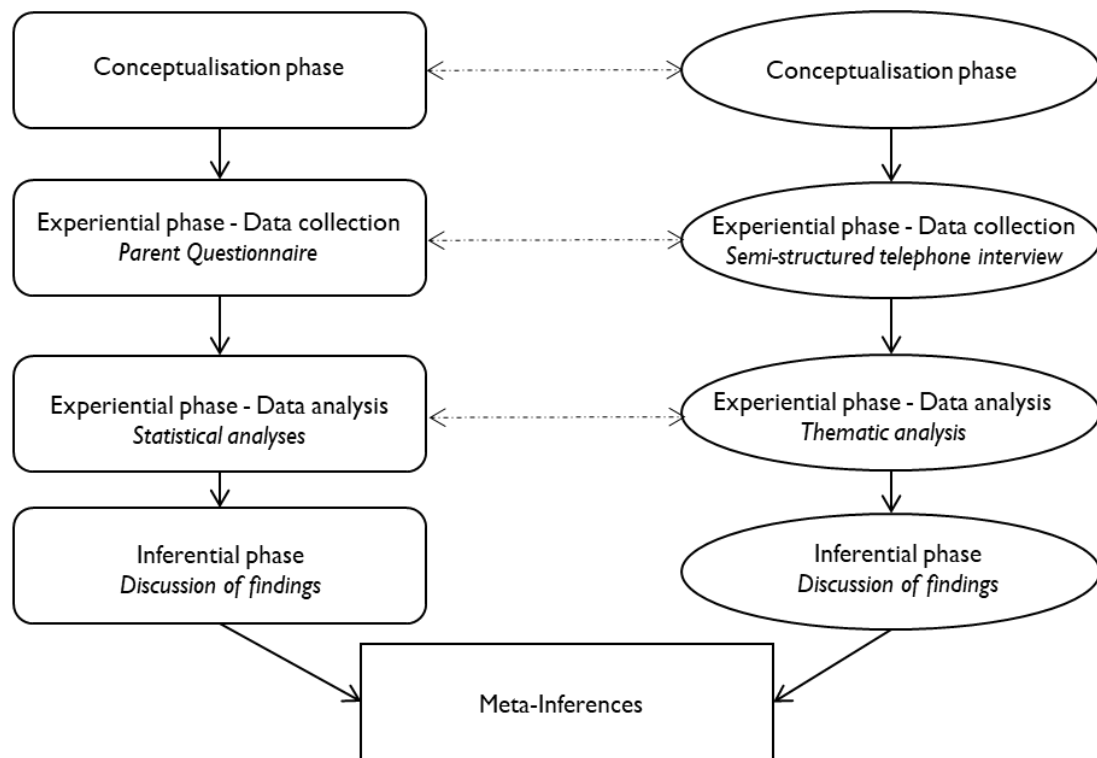 Conceptualisation phase
Conceptualisation phase
Experiential phase - Data collection
Parent Questionnaire
Experiential phase - Data collection
Semi-structured telephone interview
Experiential phase - Data analysis
Statistical analyses
Experiential phase - Data analysis
Thematic analysis
Inferential phase
Discussion of findings
Inferential phase
Discussion of findings
Meta-Inferences